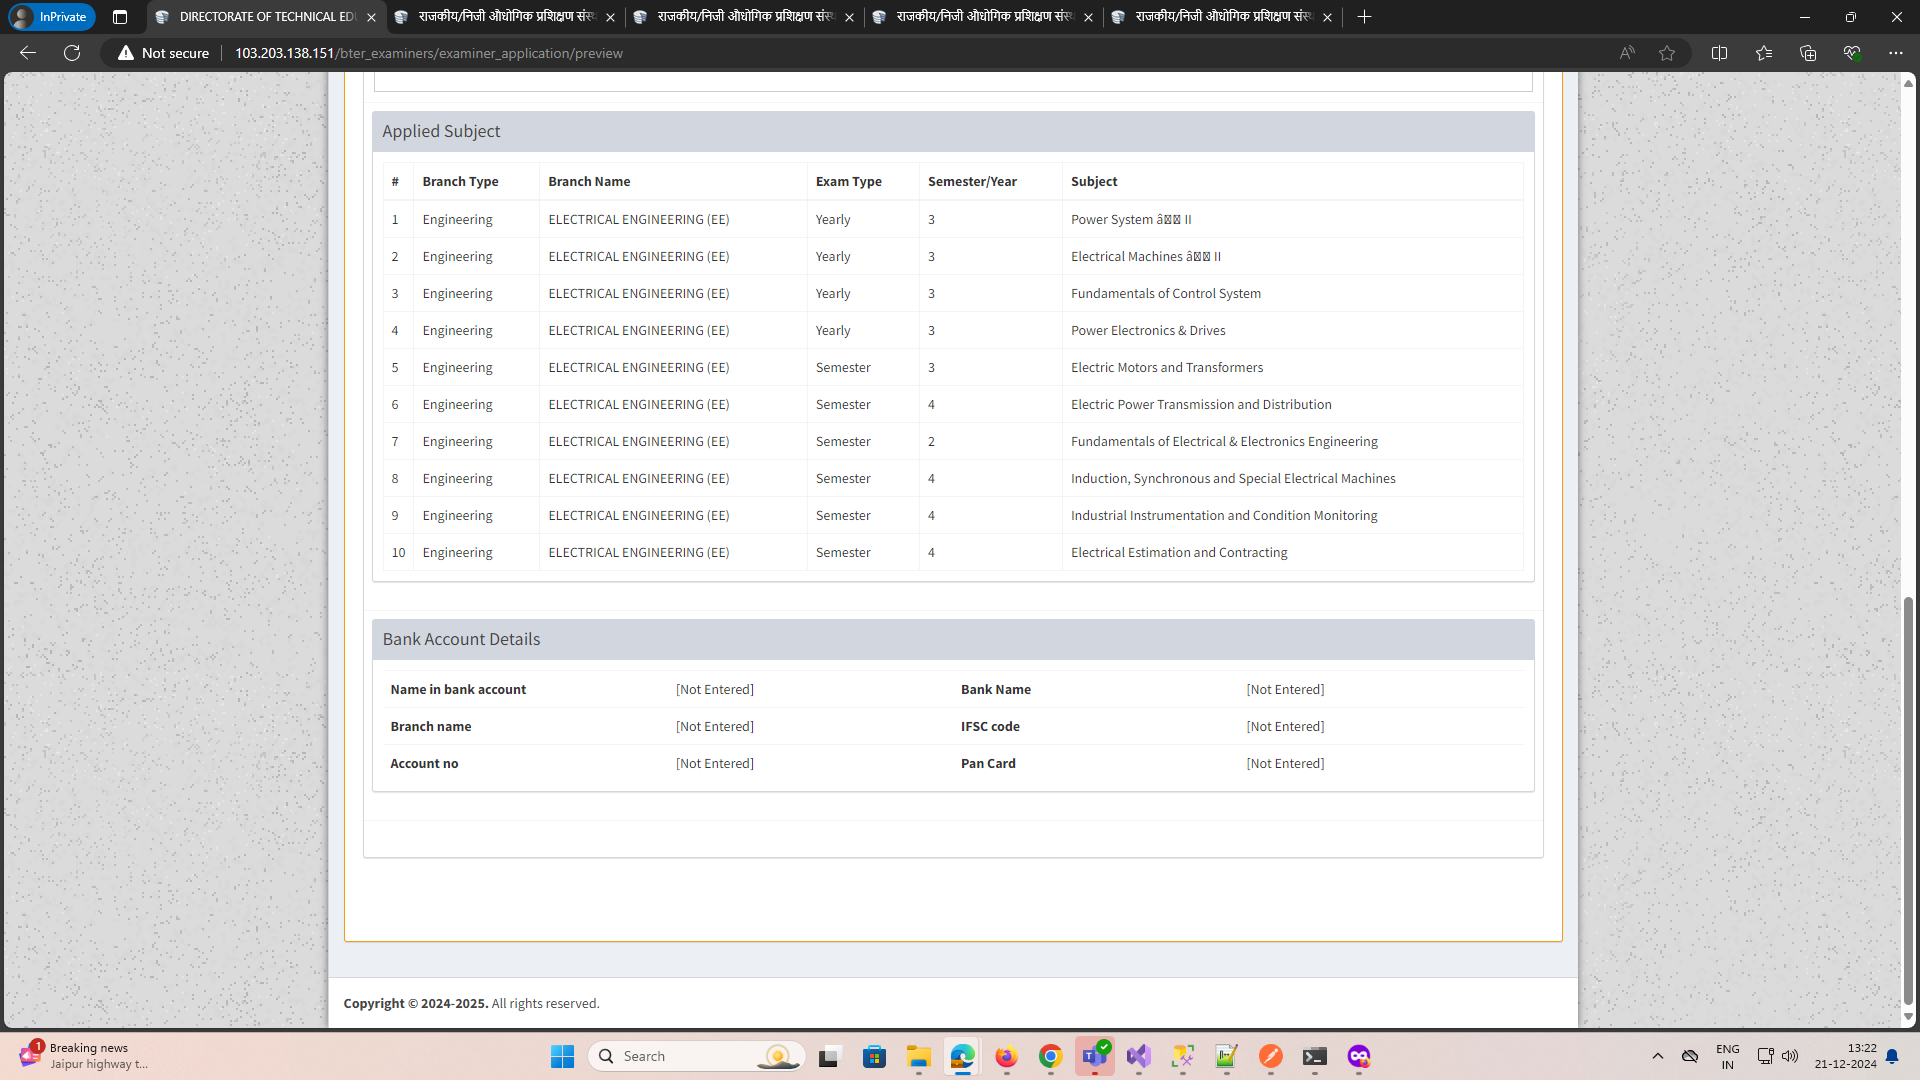 InPrivate
DIRECTORATE OF TECHNICAL EDU
राजकीय/निजी औधोगिक प्रशिक्षण संस्थ
राजकीय/निजी औधोगिक प्रशिक्षण संस्थ
राजकीय/निजी औधोगिक प्रशिक्षण संस्थ
राजकीय/निजी औधोगिक प्रशिक्षण संस्थ
Not secure 103.203.138.151/bter_examiners/examiner_application/preview
Applied Subject
# Branch Type Branch Name Exam Type Semester/Year Subject
1 Engineering ELECTRICAL ENGINEERING (EE) Yearly 3 Power System â II
2 Engineering ELECTRICAL ENGINEERING (EE) Yearly 3 Electrical Machines â II
3 Engineering ELECTRICAL ENGINEERING (EE) Yearly 3 Fundamentals of Control System
4 Engineering ELECTRICAL ENGINEERING (EE) Yearly 3 Power Electronics & Drives
5 Engineering ELECTRICAL ENGINEERING (EE) Semester 3 Electric Motors and Transformers
6 Engineering ELECTRICAL ENGINEERING (EE) Semester 4 Electric Power Transmission and Distribution
7 Engineering ELECTRICAL ENGINEERING (EE) Semester 2 Fundamentals of Electrical & Electronics Engineering
8 Engineering ELECTRICAL ENGINEERING (EE) Semester 4 Induction, Synchronous and Special Electrical Machines
9 Engineering ELECTRICAL ENGINEERING (EE) Semester 4 Industrial Instrumentation and Condition Monitoring
10 Engineering ELECTRICAL ENGINEERING (EE) Semester 4 Electrical Estimation and Contracting
Bank Account Details
Name in bank account [Not Entered] Bank Name [Not Entered]
Branch name [Not Entered] IFSC code [Not Entered]
Account no [Not Entered] Pan Card [Not Entered]
Copyright © 2024-2025. All rights reserved.
1
Breaking news
Jaipur highway t...
Search
ENG
IN
13:22
21-12-2024